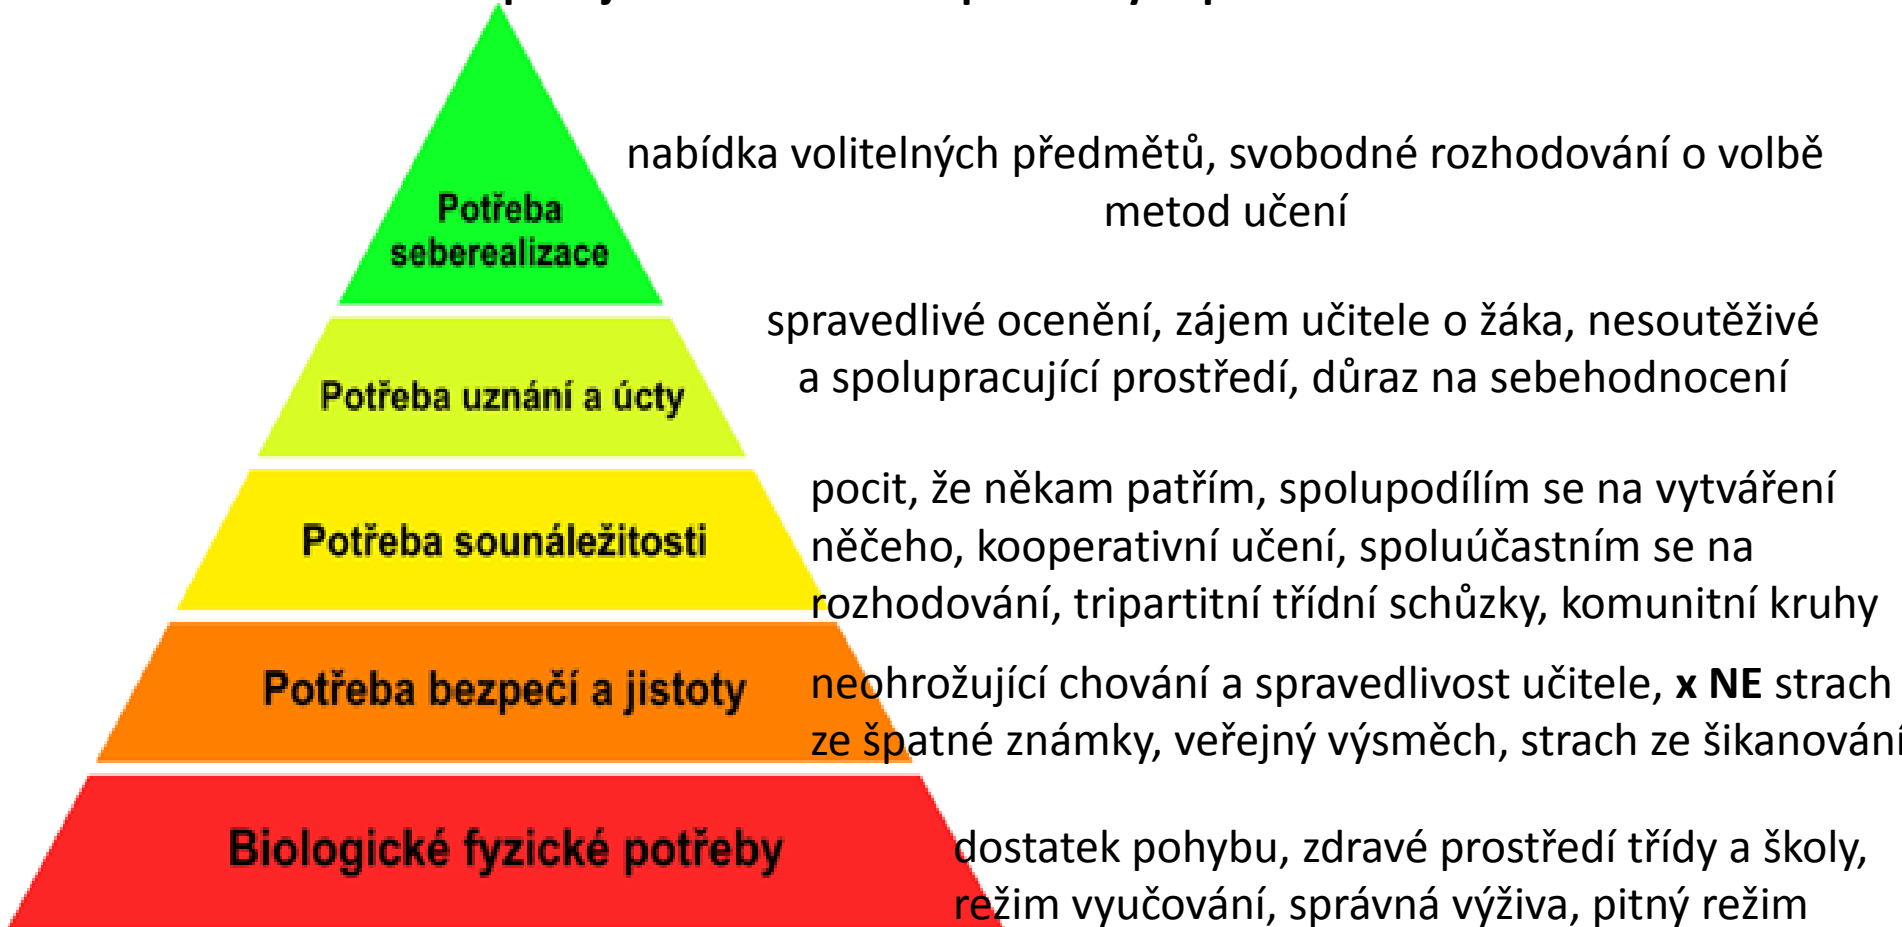 nabídka volitelných předmětů, svobodné rozhodování o volbě
metod učení
Potřeba
seberealizace
spravedlivé ocenění, zájem učitele o žáka, nesoutěživé
a spolupracující prostředí, důraz na sebehodnocení
Potřeba uznání a úcty
pocit, že někam patřím, spolupodílím se na vytváření
něčeho, kooperativní učení, spoluúčastním se na
rozhodování, tripartitní třídní schůzky, komunitní kruhy
Potřeba sounáležitosti
neohrožující chování a spravedlivost učitele, x NE strach
ze špatné známky, veřejný výsměch, strach ze šikanování
Potřeba bezpečí a jistoty
dostatek pohybu, zdravé prostředí třídy a školy,
režim vyučování, správná výživa, pitný režim
Biologické fyzické potřeby